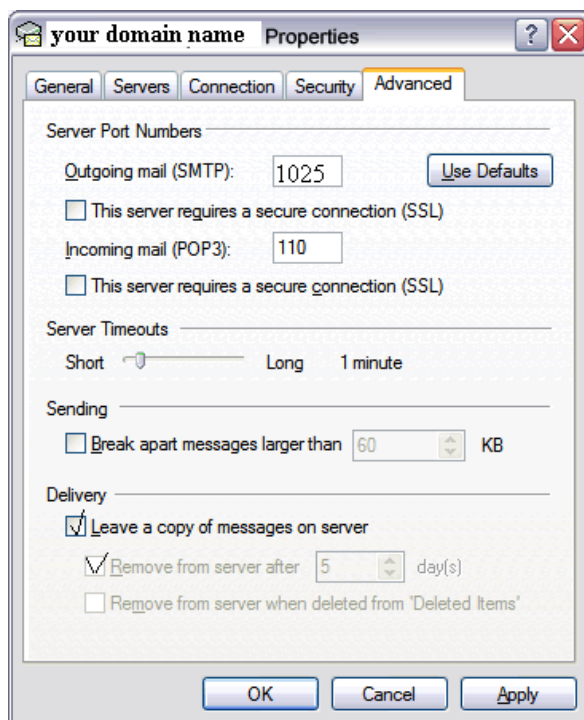 your domain name Properties
General Servers Connection Security Advanced
Server Port Numbers
Outgoing mail (SMTP): 1025 Use Defaults
This server requires a secure connection (SSL)
Incoming mail (POP3): 110
This server requires a secure connection (SSL)
Server Timeouts
Short Long 1 minute
Sending
Break apart messages larger than 60 KB
Delivery
Leave a copy of messages on server
Remove from server after 5 day(s)
Remove from server when deleted from 'Deleted Items'
OK Cancel Apply